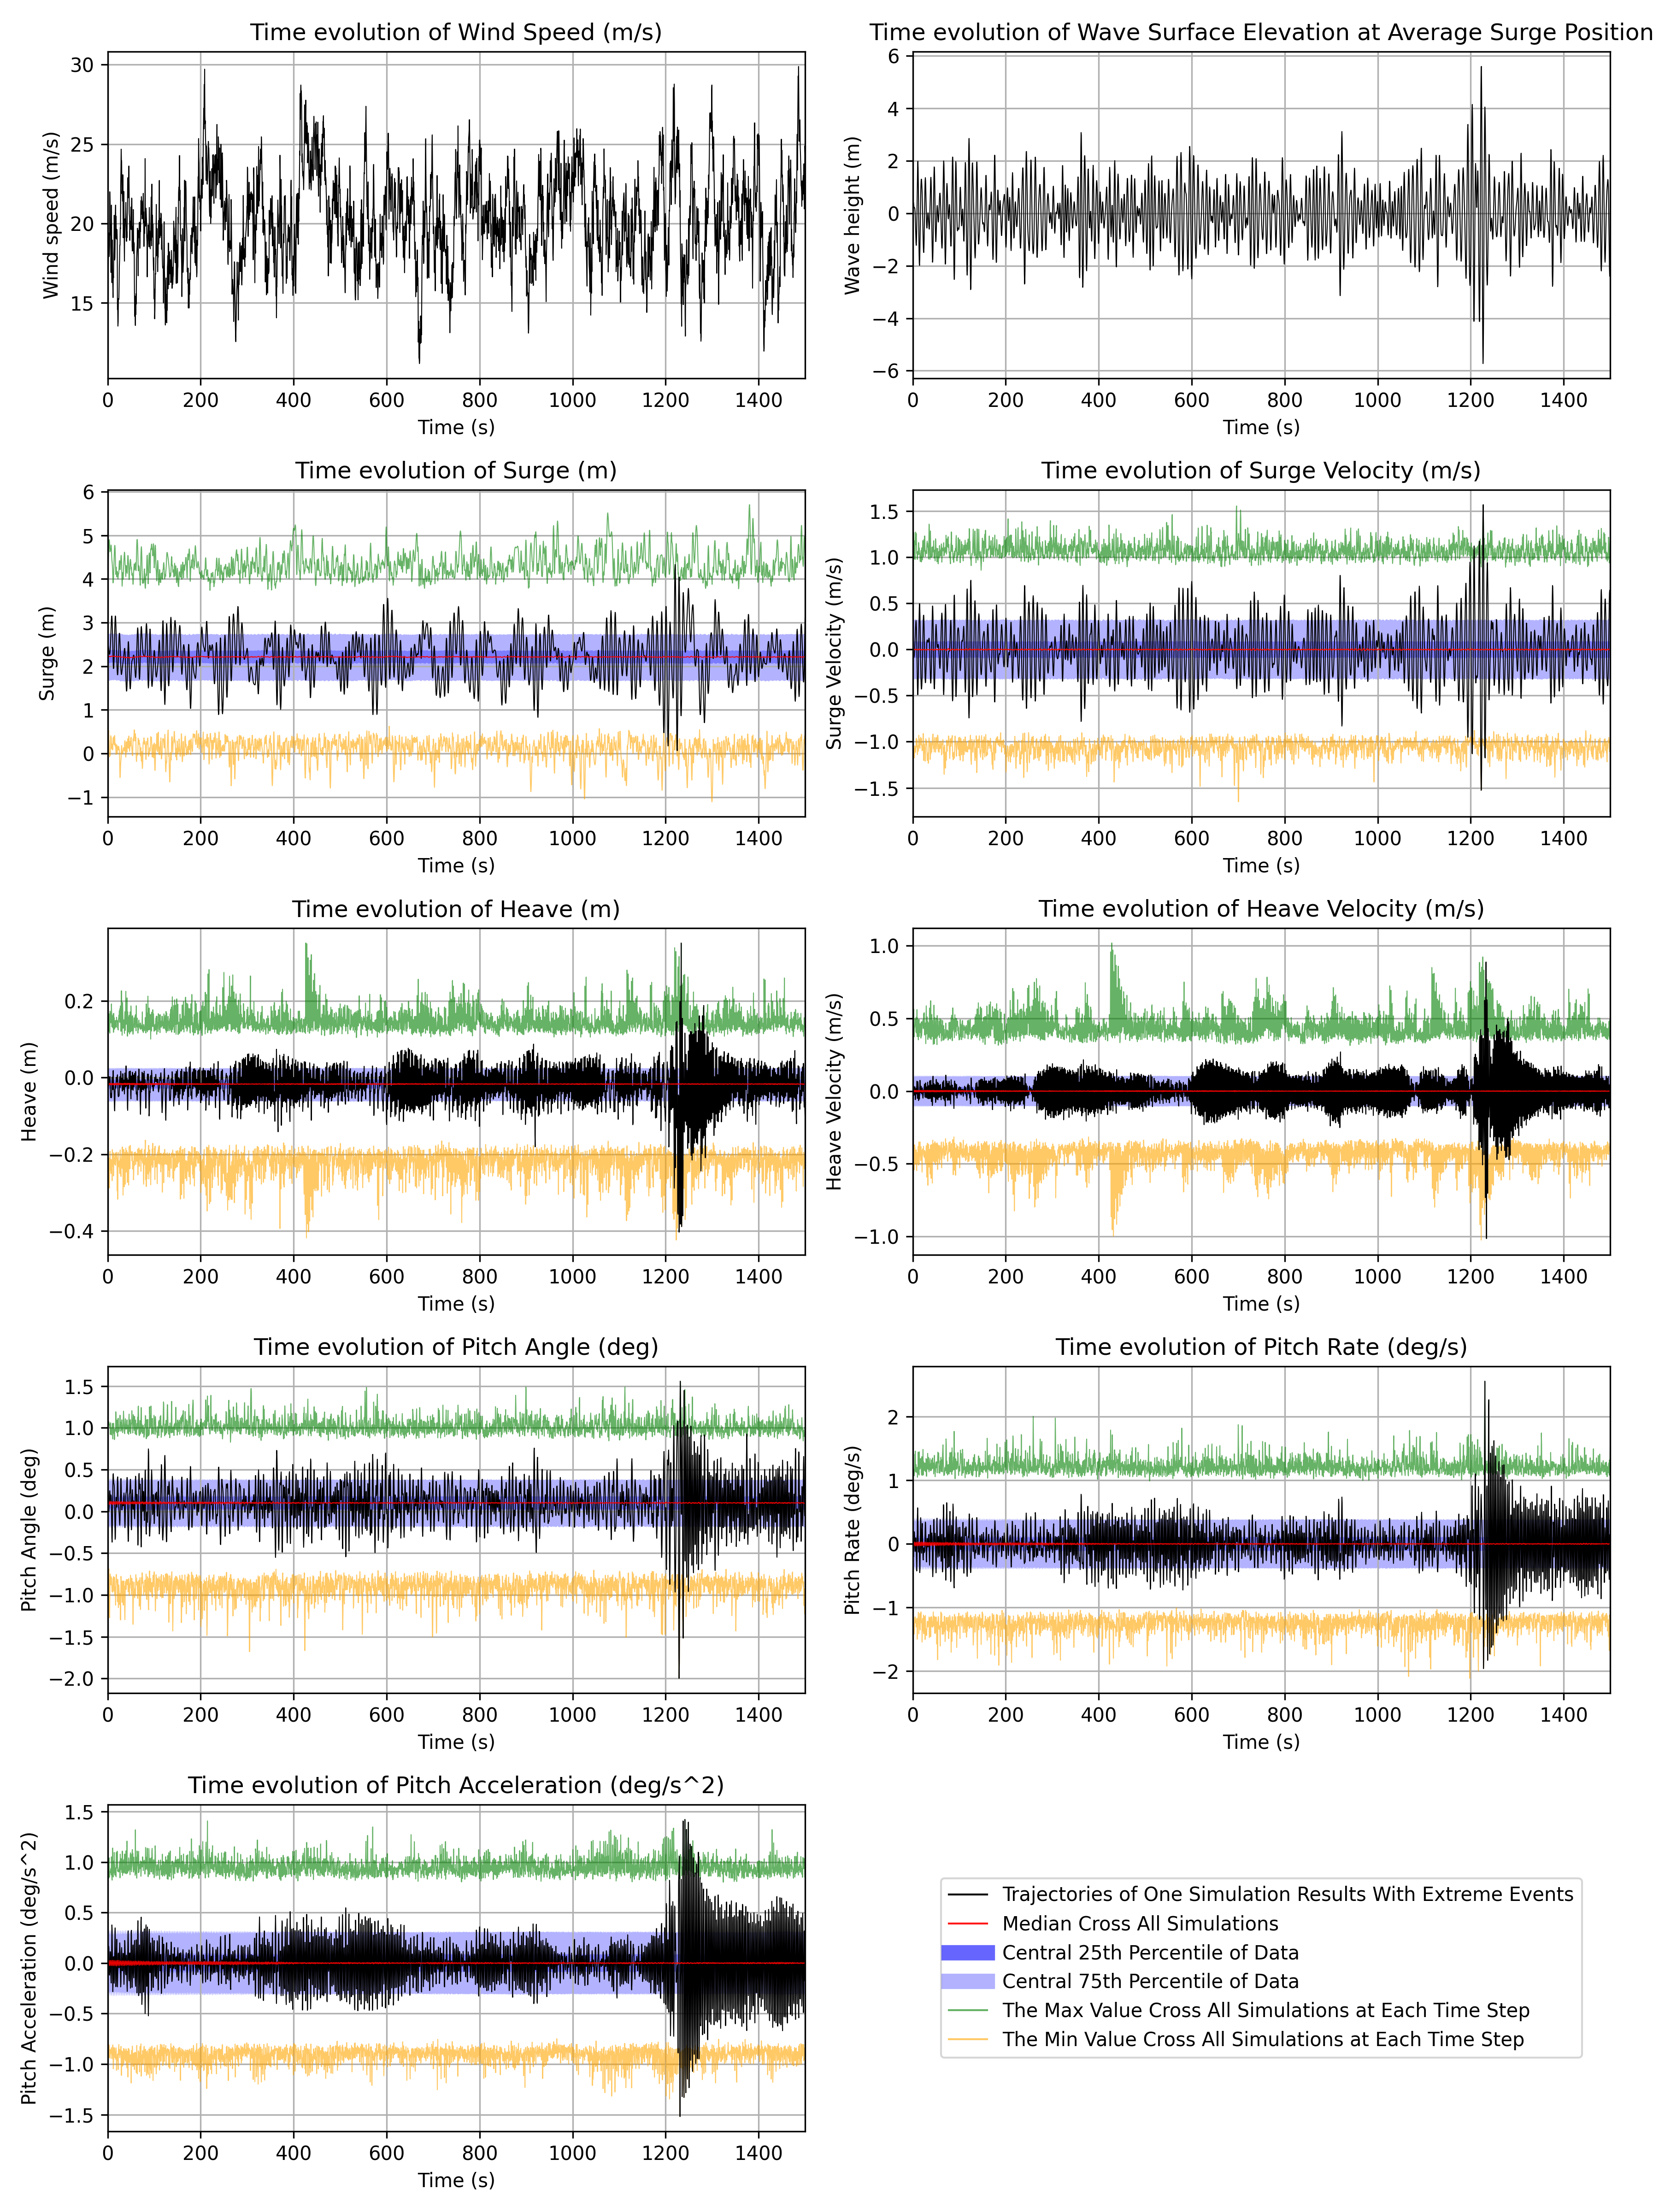 Time evolution of Wind Speed (m/s)
Wind speed (m/s)
30
25
20
15
0 200 400 600 800 1000 1200 1400
Time (s)
Time evolution of Wave Surface Elevation at Average Surge Position
Wave height (m)
6
4
2
0
−2
−4
−6
0 200 400 600 800 1000 1200 1400
Time (s)
Time evolution of Surge (m)
Surge (m)
6
5
4
3
2
1
0
−1
0 200 400 600 800 1000 1200 1400
Time (s)
Time evolution of Surge Velocity (m/s)
Surge Velocity (m/s)
1.5
1.0
0.5
0.0
−0.5
−1.0
−1.5
0 200 400 600 800 1000 1200 1400
Time (s)
Time evolution of Heave (m)
Heave (m)
0.2
0.0
−0.2
−0.4
0 200 400 600 800 1000 1200 1400
Time (s)
Time evolution of Heave Velocity (m/s)
Heave Velocity (m/s)
1.0
0.5
0.0
−0.5
−1.0
0 200 400 600 800 1000 1200 1400
Time (s)
Time evolution of Pitch Angle (deg)
Pitch Angle (deg)
1.5
1.0
0.5
0.0
−0.5
−1.0
−1.5
−2.0
0 200 400 600 800 1000 1200 1400
Time (s)
Time evolution of Pitch Rate (deg/s)
Pitch Rate (deg/s)
2
1
0
−1
−2
0 200 400 600 800 1000 1200 1400
Time (s)
Time evolution of Pitch Acceleration (deg/s^2)
Pitch Acceleration (deg/s^2)
1.5
1.0
0.5
0.0
−0.5
−1.0
−1.5
0 200 400 600 800 1000 1200 1400
Time (s)
Trajectories of One Simulation Results With Extreme Events
Median Cross All Simulations
Central 25th Percentile of Data
Central 75th Percentile of Data
The Max Value Cross All Simulations at Each Time Step
The Min Value Cross All Simulations at Each Time Step